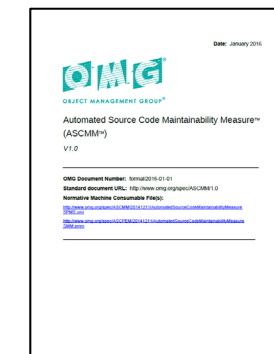 Date: January 2016
OMG
OBJECT MANAGEMENT GROUP®
Automated Source Code Maintainability Measure™
(ASCMM™)
V1.0
OMG Document Number: formal/2016-01-01
Standard document URL: http://www.omg.org/spec/ASCMM/1.0
Normative Machine Consumable File(s):